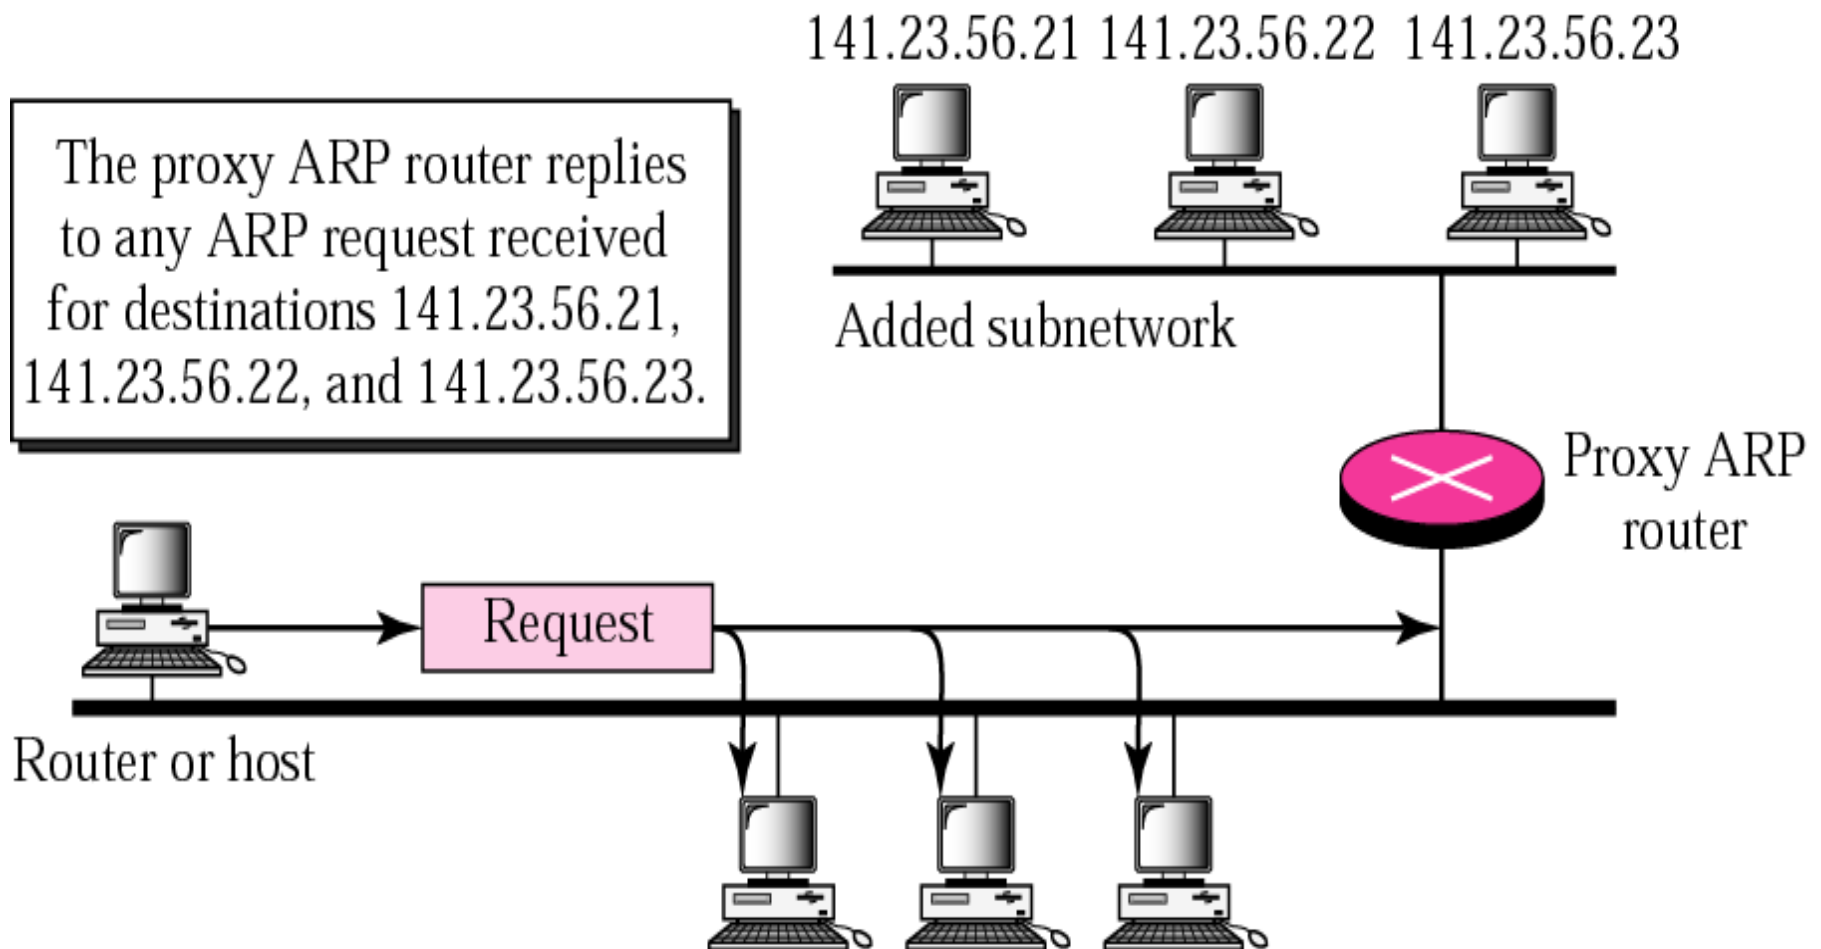 141.23.56.21 141.23.56.22 141.23.56.23
The proxy ARP router replies
to any ARP request received
for destinations 141.23.56.21,
141.23.56.22, and 141.23.56.23.
Added subnetwork
Proxy ARP
router
Request
Router or host